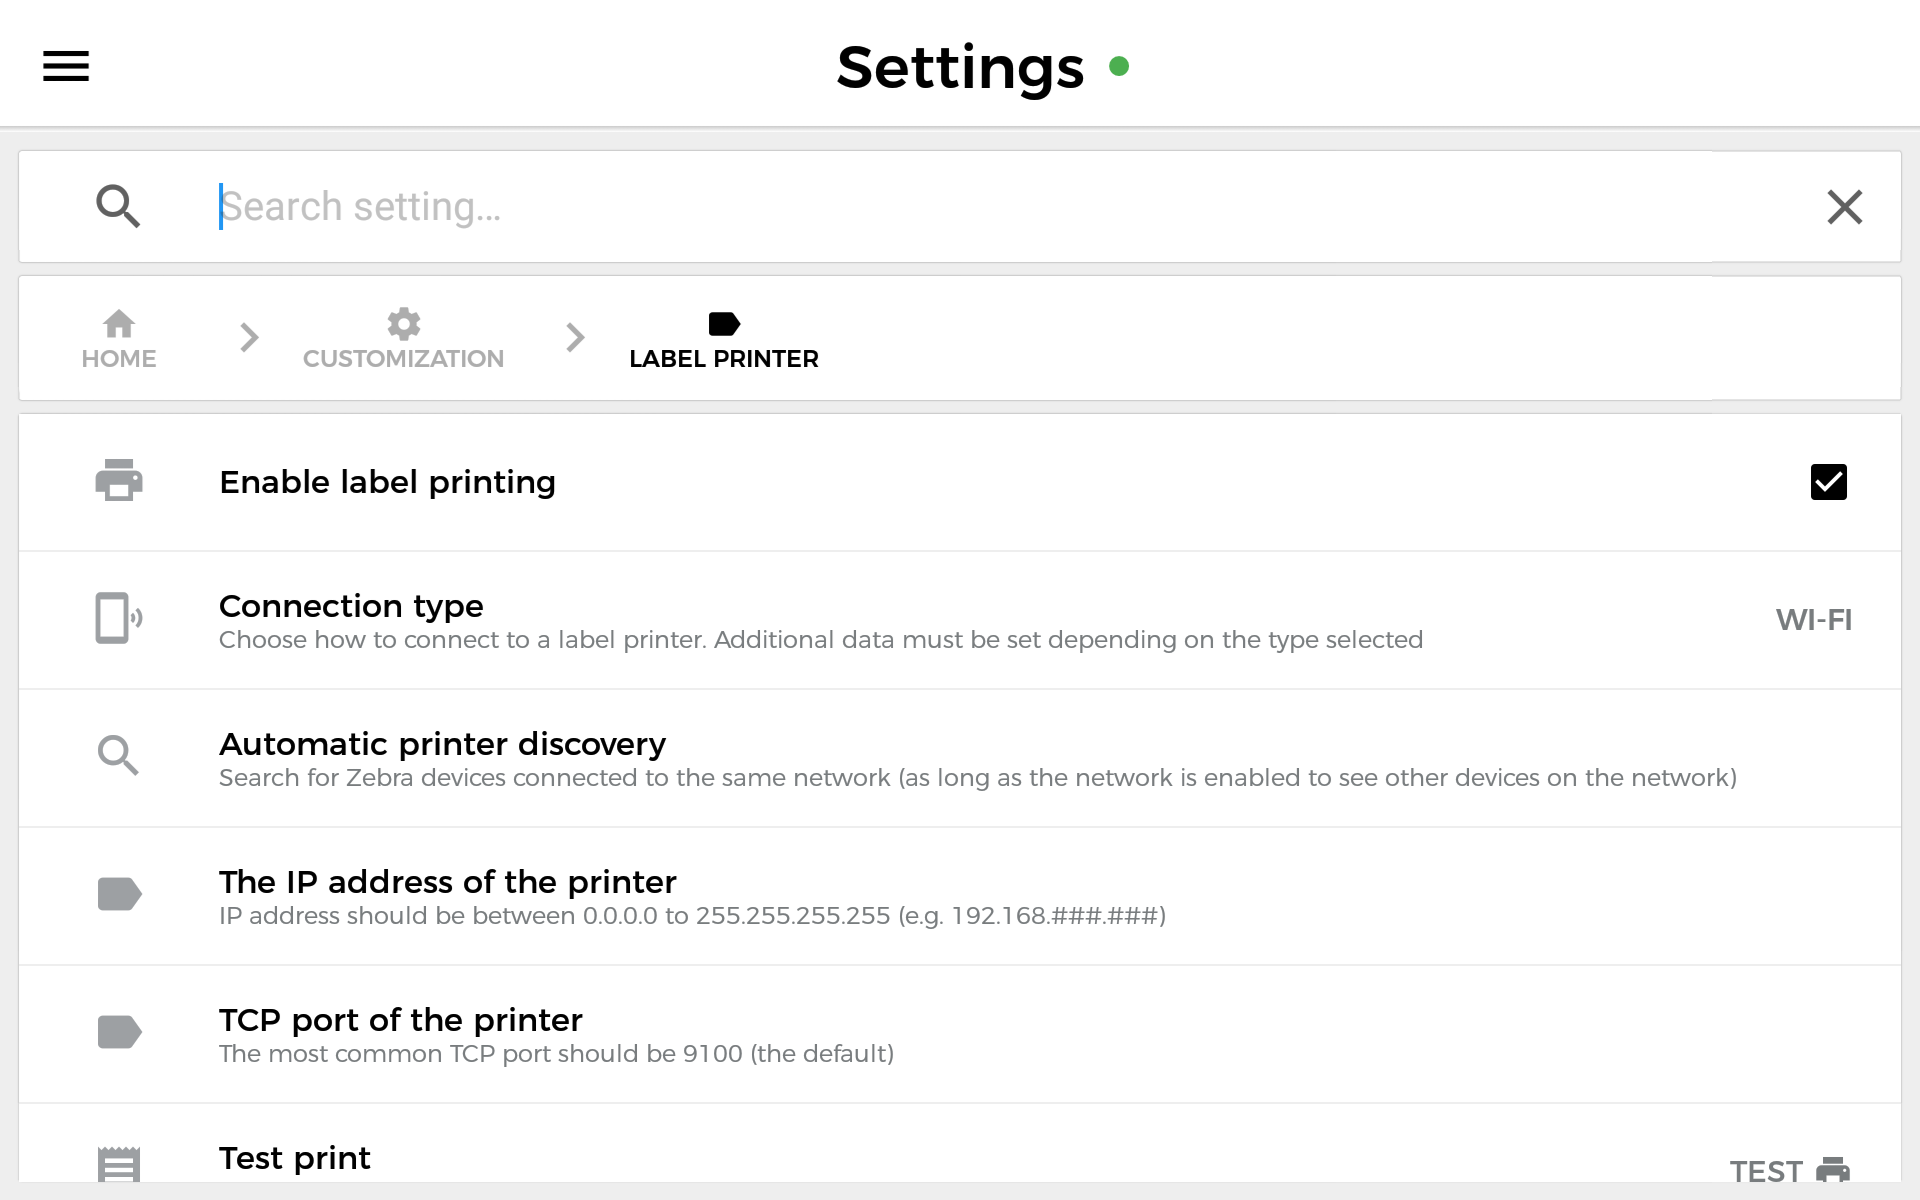 Settings
Search setting...
HOME
CUSTOMIZATION
LABEL PRINTER
Enable label printing
Connection type
Choose how to connect to a label printer. Additional data must be set depending on the type selected
WI-FI
Automatic printer discovery
Search for Zebra devices connected to the same network (as long as the network is enabled to see other devices on the network)
The IP address of the printer
IP address should be between 0.0.0.0 to 255.255.255.255 (e.g. 192.168.###.###)
TCP port of the printer
The most common TCP port should be 9100 (the default)
Test print
TEST